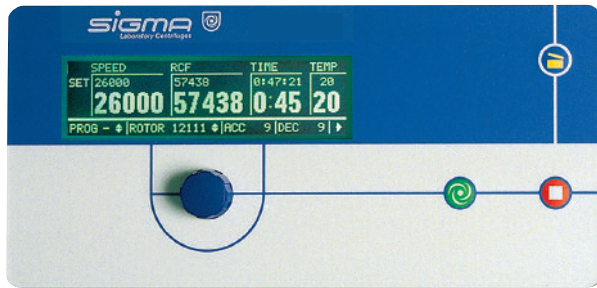 sigma
Laboratory Centrifuges
SPEED RCF TIME TEMP
SET 26000 57438 0:47:21 20
26000 57438 0:45 20
PROG - ROTOR 12111 ACC 9 DEC 9